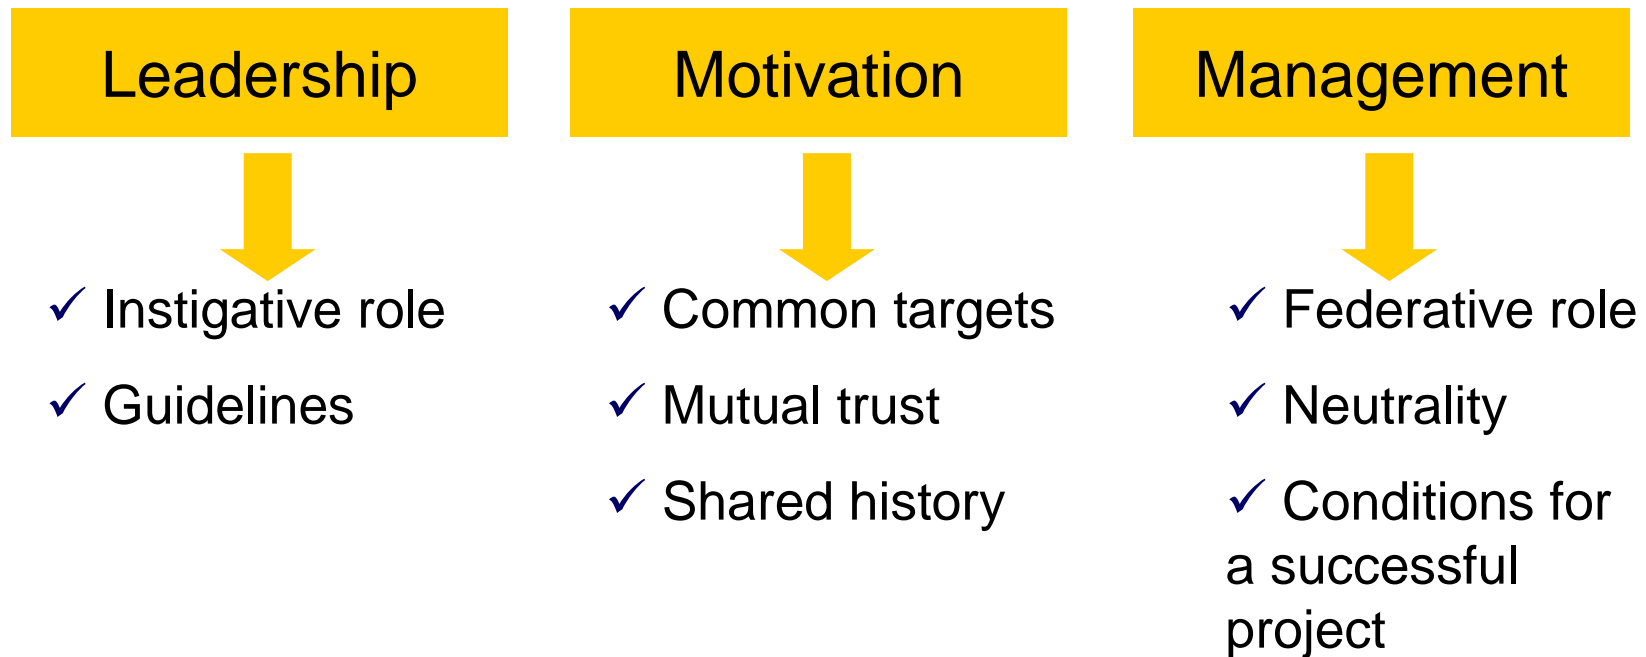 Leadership
Motivation
Management
✓ Instigative role
✓ Guidelines
✓ Common targets
✓ Mutual trust
✓ Shared history
✓ Federative role
✓ Neutrality
✓ Conditions for
a successful
project